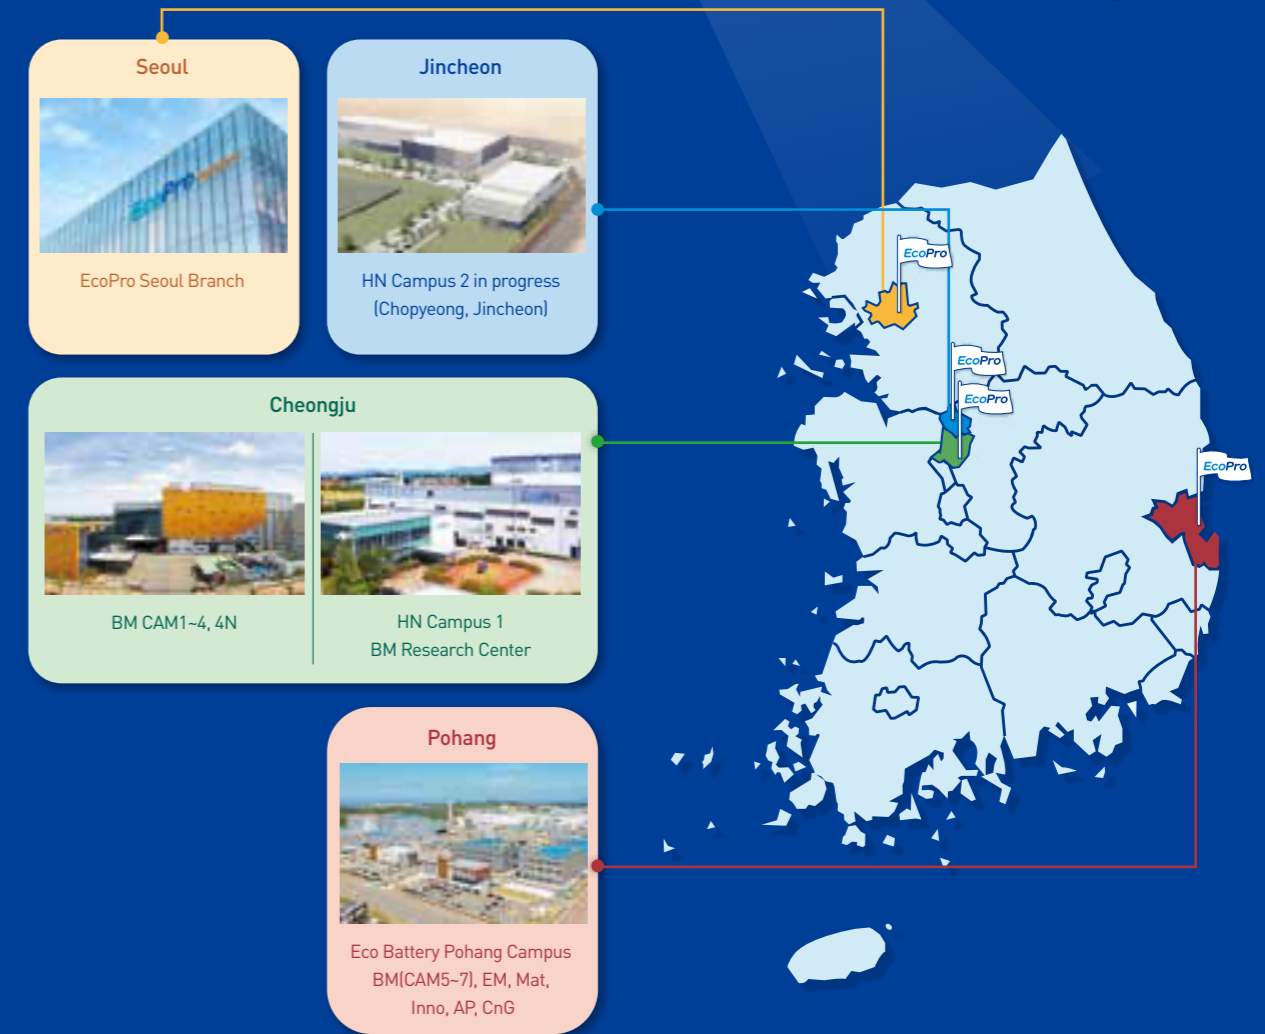 Seoul
EcoPro
EcoPro Seoul Branch
Jincheon
HN Campus 2 in progress
(Chopyeong, Jincheon)
Cheongju
BM CAM1~4, 4N
HN Campus 1
BM Research Center
Pohang
Eco Battery Pohang Campus
BM(CAM5~7), EM, Mat,
Inno, AP, CnG
EcoPro
EcoPro
EcoPro
EcoPro